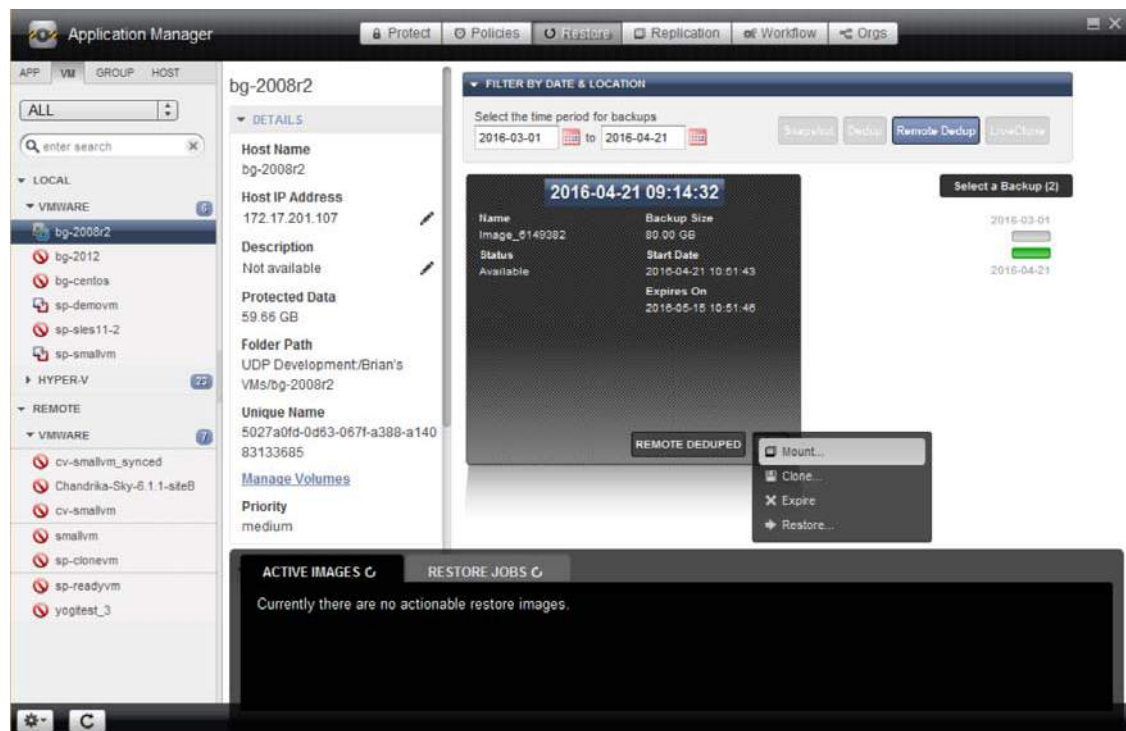 Application Manager
Protect
Policies
Restore
Replication
Workflow
Orgs
APP VM GROUP HOST
ALL
enter search
LOCAL
VMWARE 6
bg-2008r2
bg-2012
bg-centos
sp-demovm
sp-sles11-2
sp-smallvm
HYPER-V 23
REMOTE
VMWARE 7
cv-smallvm_synced
Chandrika-Sky-6.1.1-siteB
cv-smallvm
smallvm
sp-clonevm
sp-readyvm
yogitest_3
bg-2008r2
DETAILS
Host Name
bg-2008r2
Host IP Address
172.17.201.107
Description
Not available
Protected Data
59.66 GB
Folder Path
UDP Development:/Brian's
VMs/bg-2008r2
Unique Name
5027a0fd-0d63-067f-a388-a140
83133685
Manage Volumes
Priority
medium
FILTER BY DATE & LOCATION
Select the time period for backups
2016-03-01 to 2016-04-21
Snapshot Dedup Remote Dedup LiveClone
2016-04-21 09:14:32
Name
Image_6149382
Status
Available
Backup Size
80.00 GB
Start Date
2016-04-21 10:51:43
Expires On
2016-05-15 10:51:46
REMOTE DEDUPED
Mount...
Clone...
Expire
Restore...
Select a Backup (2)
2016-03-01
2016-04-21
ACTIVE IMAGES
RESTORE JOBS
Currently there are no actionable restore images.